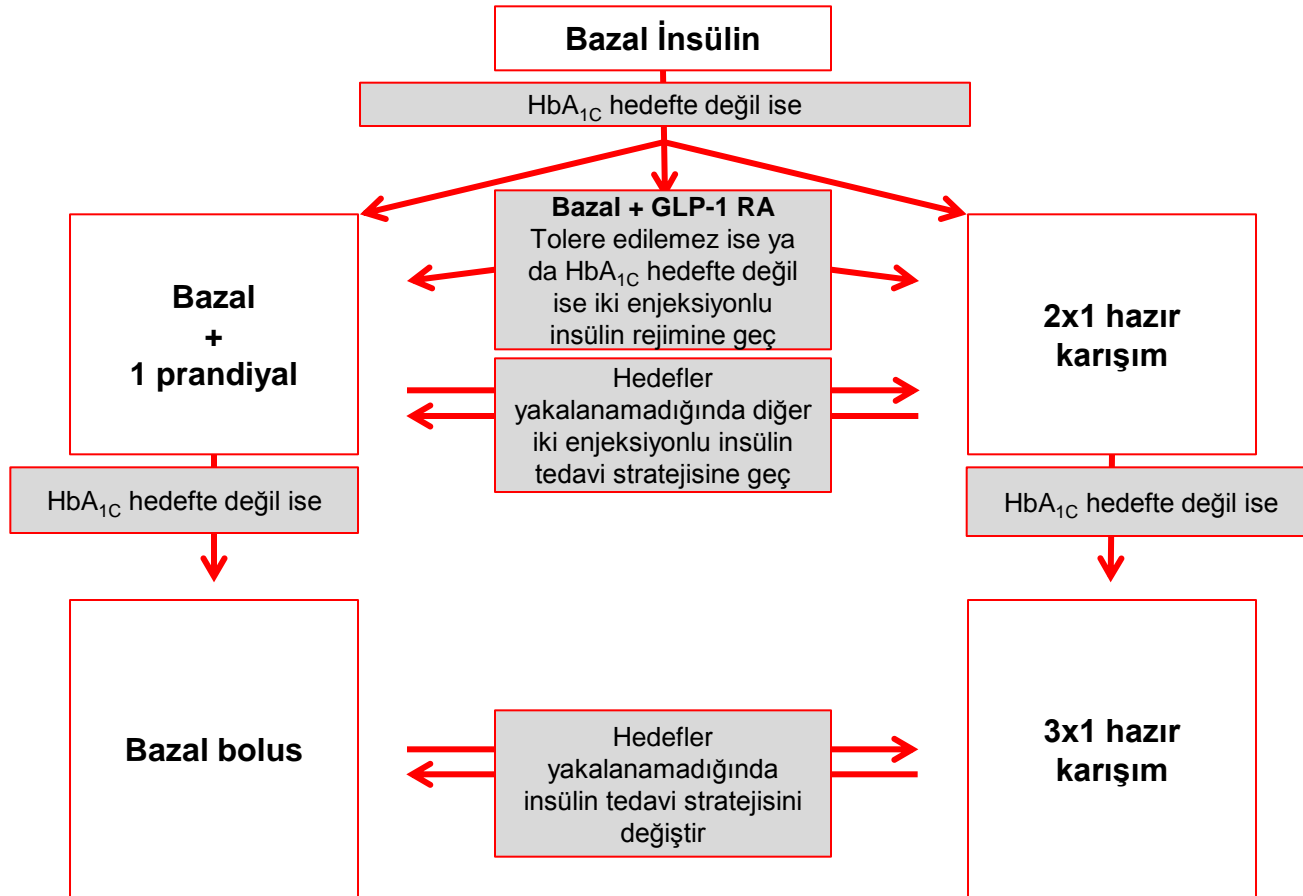 Bazal İnsülin
HbA1C hedefte değil ise
Bazal + GLP-1 RA
Tolere edilemez ise ya
da HbA1C hedefte değil
ise iki enjeksiyonlu
insülin rejimine geç
Bazal
+
1 prandiyal
2x1 hazır
karışım
Hedefler
yakalanamadığında diğer
iki enjeksiyonlu insülin
tedavi stratejisine geç
HbA1C hedefte değil ise
HbA1C hedefte değil ise
Bazal bolus
Hedefler
yakalanamadığında
insülin tedavi stratejisini
değiştir
3x1 hazır
karışım